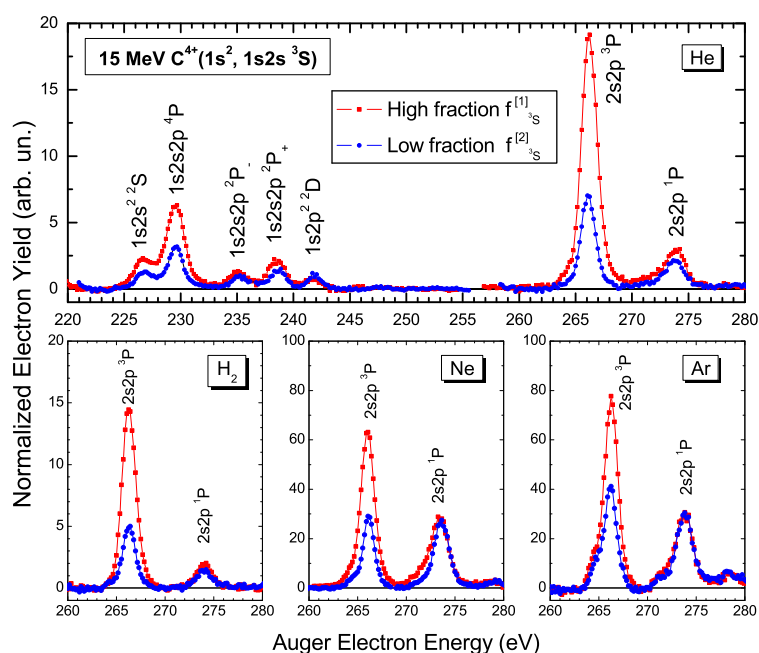 15 MeV C⁴⁺(1s², 1s2s ³S)
He
High fraction f^[1]_³S
Low fraction f^[2]_³S
1s2s² ²S
1s2s2p ⁴P
1s2s2p ²P₋
1s2s2p ²P₊
1s2p² ²D
2s2p ³P
2s2p ¹P
20
15
10
5
0
220 230 240 250 255 260 265 270 275 280
Normalized Electron Yield (arb. un.)
H₂
2s2p ³P
2s2p ¹P
20
15
10
5
0
260 265 270 275 280
Ne
2s2p ³P
2s2p ¹P
100
80
60
40
20
0
260 265 270 275 280
Ar
2s2p ³P
2s2p ¹P
100
80
60
40
20
0
260 265 270 275 280
Auger Electron Energy (eV)